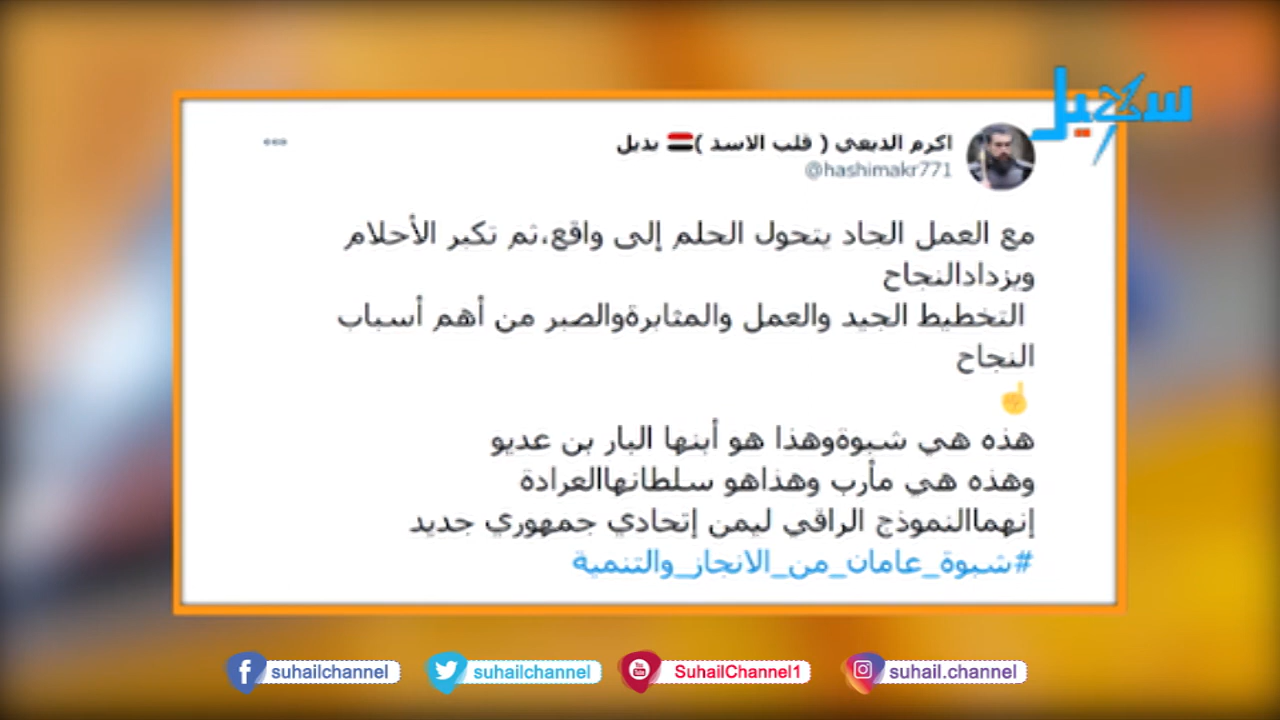 سهيل
اكرم الديعي ( قلب الاسد ) بديل
@hashimakr771
مع العمل الجاد يتحول الحلم إلى واقع،ثم تكبر الأحلام
ويزدادالنجاح
التخطيط الجيد والعمل والمثابرةوالصبر من أهم أسباب
النجاح
هذه هي شبوةوهذا هو أبنها البار بن عديو
وهذه هي مأرب وهذاهو سلطانهاالعرادة
إنهماالنموذج الراقي ليمن إتحادي جمهوري جديد
#شبوة_عامان_من_الانجاز_والتنمية
suhailchannel
suhailchannel
SuhailChannel1
suhail.channel